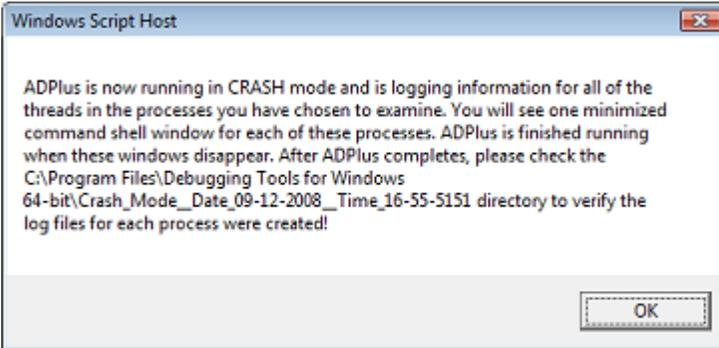 Windows Script Host
ADPlus is now running in CRASH mode and is logging information for all of the
threads in the processes you have chosen to examine. You will see one minimized
command shell window for each of these processes. ADPlus is finished running
when these windows disappear. After ADPlus completes, please check the
C:\Program Files\Debugging Tools for Windows
64-bit\Crash_Mode__Date_09-12-2008__Time_16-55-5151 directory to verify the
log files for each process were created!
OK